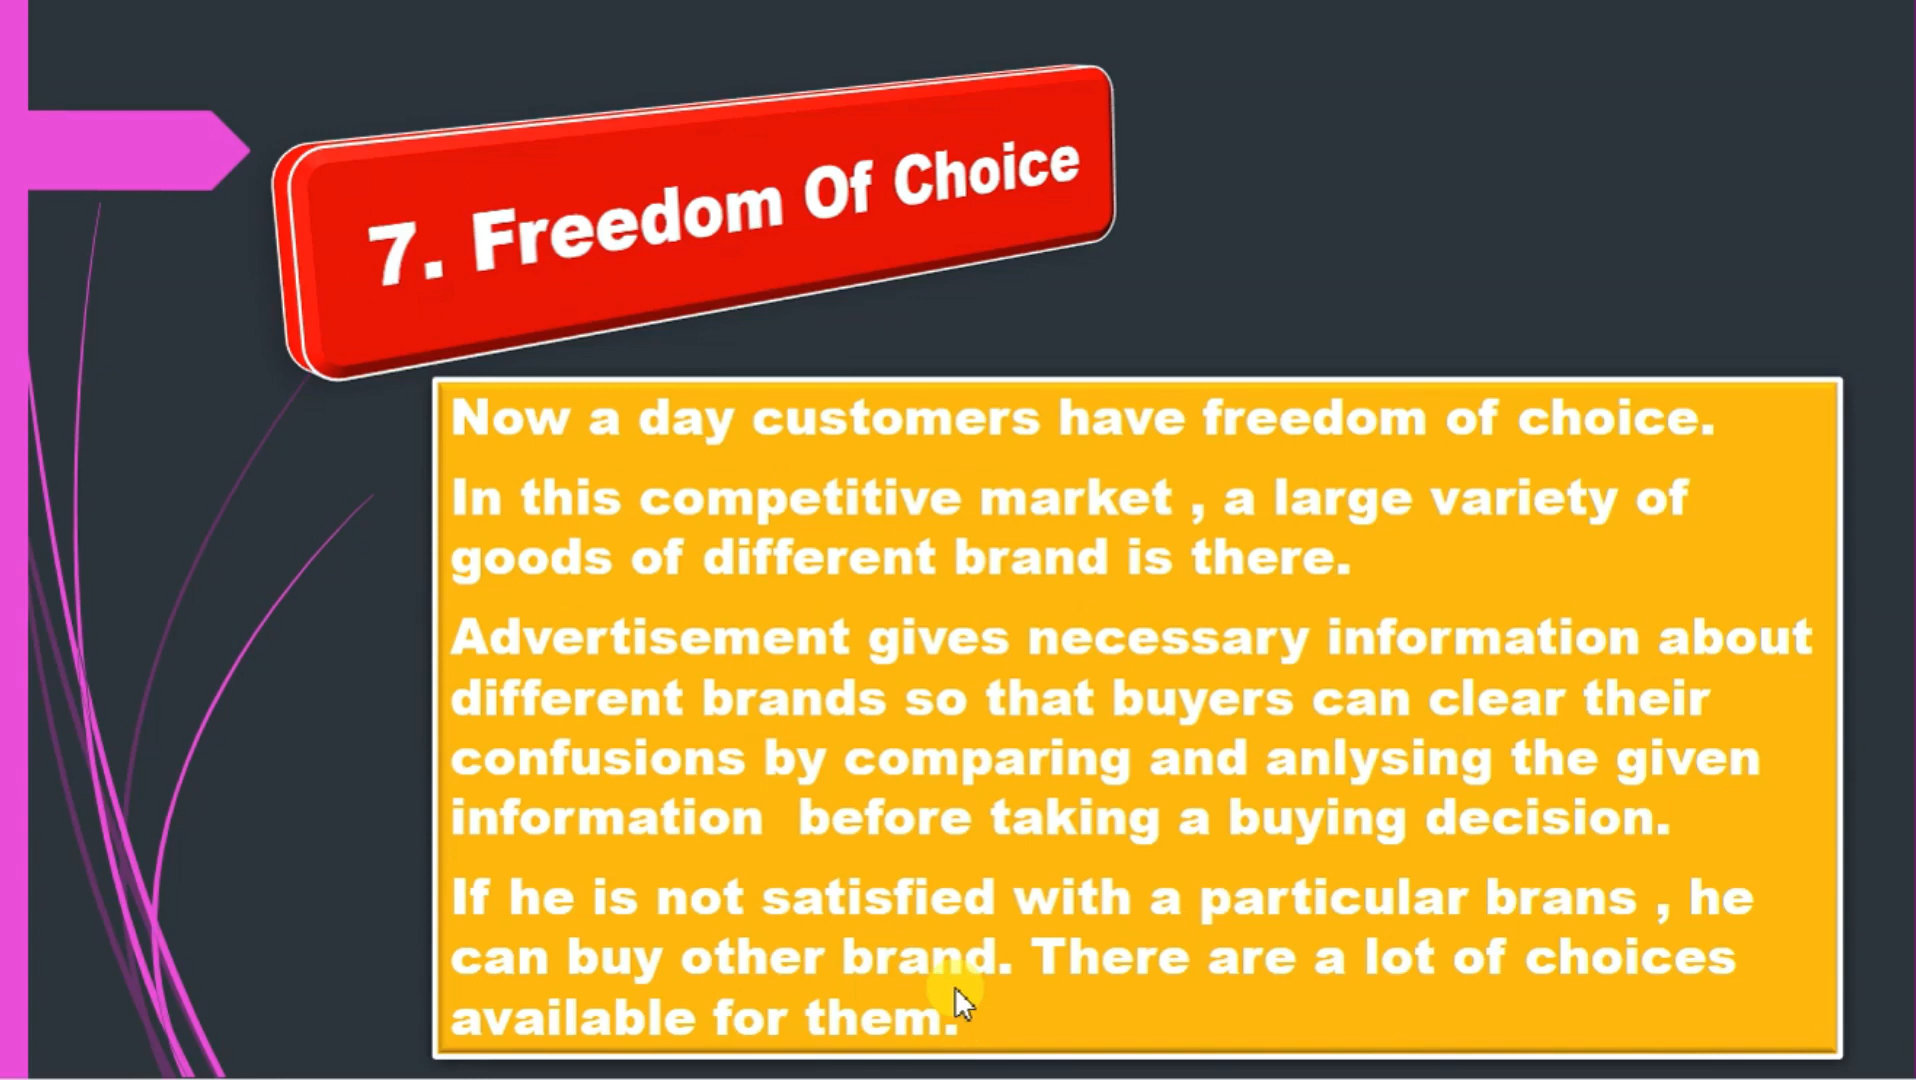 7. Freedom Of Choice
Now a day customers have freedom of choice.
In this competitive market , a large variety of
goods of different brand is there.
Advertisement gives necessary information about
different brands so that buyers can clear their
confusions by comparing and anlysing the given
information  before taking a buying decision.
If he is not satisfied with a particular brans , he
can buy other brand. There are a lot of choices
available for them.